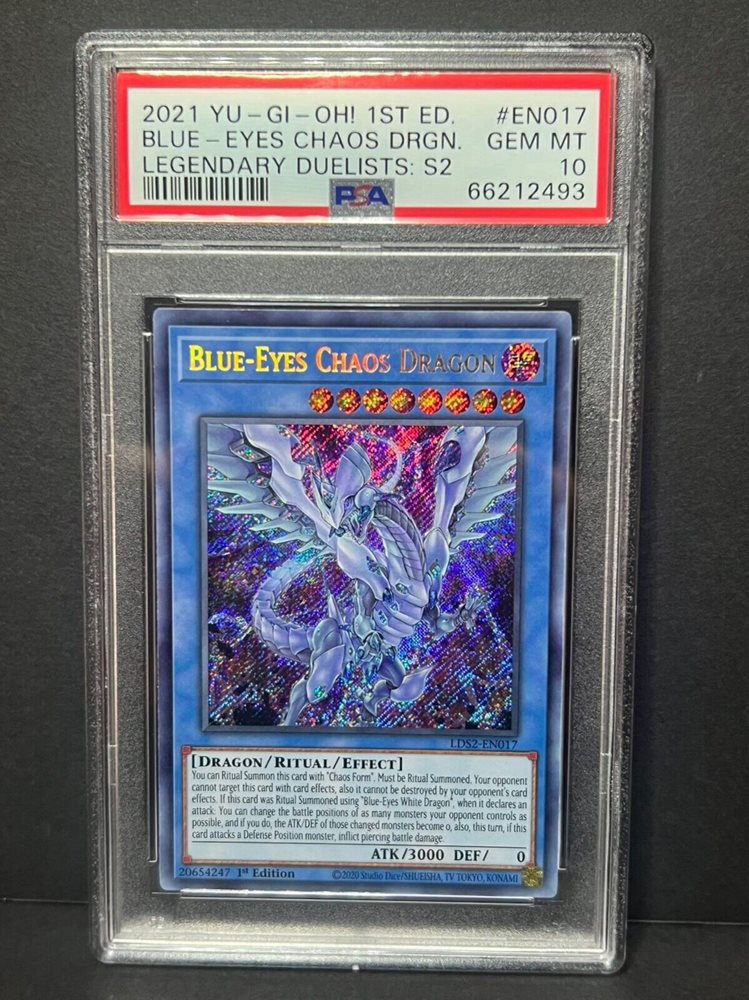 2021 YU-GI-OH! 1ST ED. #EN017
BLUE-EYES CHAOS DRGN. GEM MT
LEGENDARY DUELISTS: S2 10
PSA 66212493
BLUE-EYES CHAOS DRAGON
LDS2-EN017
[DRAGON/RITUAL/EFFECT]
You can Ritual Summon this card with "Chaos Form". Must be Ritual Summoned. Your opponent
cannot target this card with card effects, also it cannot be destroyed by your opponent's card
effects. If this card was Ritual Summoned using "Blue-Eyes White Dragon", when it declares an
attack: You can change the battle positions of as many monsters your opponent controls as
possible, and if you do, the ATK/DEF of those changed monsters become 0, also, this turn, if this
card attacks a Defense Position monster, inflict piercing battle damage.
ATK/3000 DEF/ 0
20654247 1st Edition ©2020 Studio Dice/SHUEISHA, TV TOKYO, KONAMI